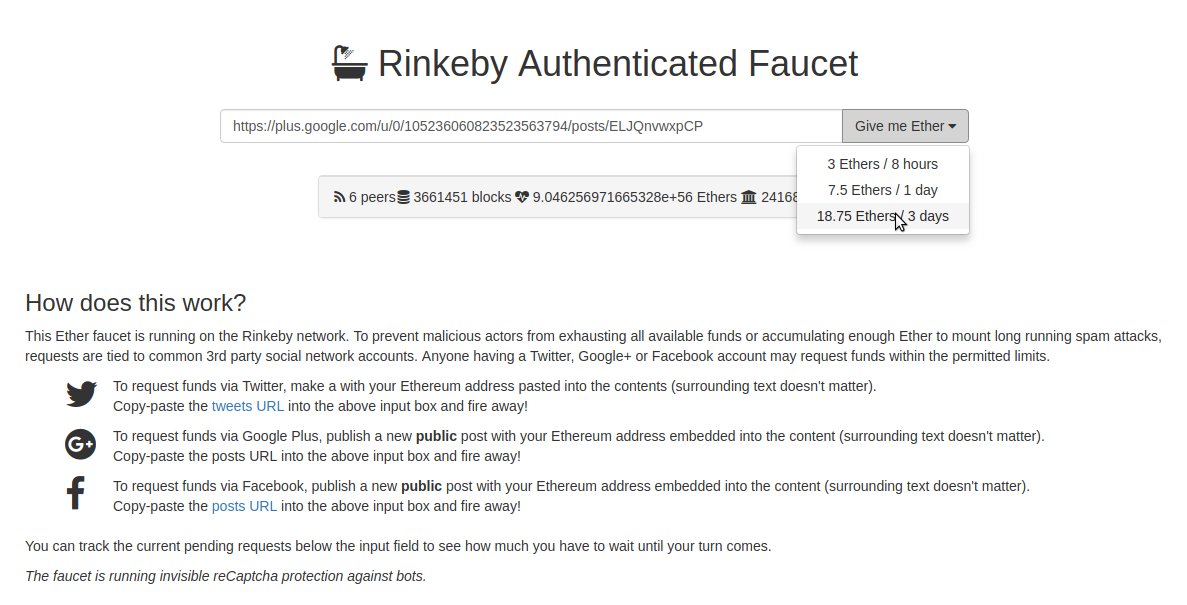 Rinkeby Authenticated Faucet
https://plus.google.com/u/0/105236060823523563794/posts/ELJQnvwxpCP
Give me Ether
3 Ethers / 8 hours
7.5 Ethers / 1 day
18.75 Ethers / 3 days
6 peers 3661451 blocks 9.046256971665328e+56 Ethers 24168
How does this work?
This Ether faucet is running on the Rinkeby network. To prevent malicious actors from exhausting all available funds or accumulating enough Ether to mount long running spam attacks,
requests are tied to common 3rd party social network accounts. Anyone having a Twitter, Google+ or Facebook account may request funds within the permitted limits.
To request funds via Twitter, make a with your Ethereum address pasted into the contents (surrounding text doesn't matter).
Copy-paste the tweets URL into the above input box and fire away!
G+
To request funds via Google Plus, publish a new public post with your Ethereum address embedded into the content (surrounding text doesn't matter).
Copy-paste the posts URL into the above input box and fire away!
To request funds via Facebook, publish a new public post with your Ethereum address embedded into the content (surrounding text doesn't matter).
Copy-paste the posts URL into the above input box and fire away!
You can track the current pending requests below the input field to see how much you have to wait until your turn comes.
The faucet is running invisible reCaptcha protection against bots.